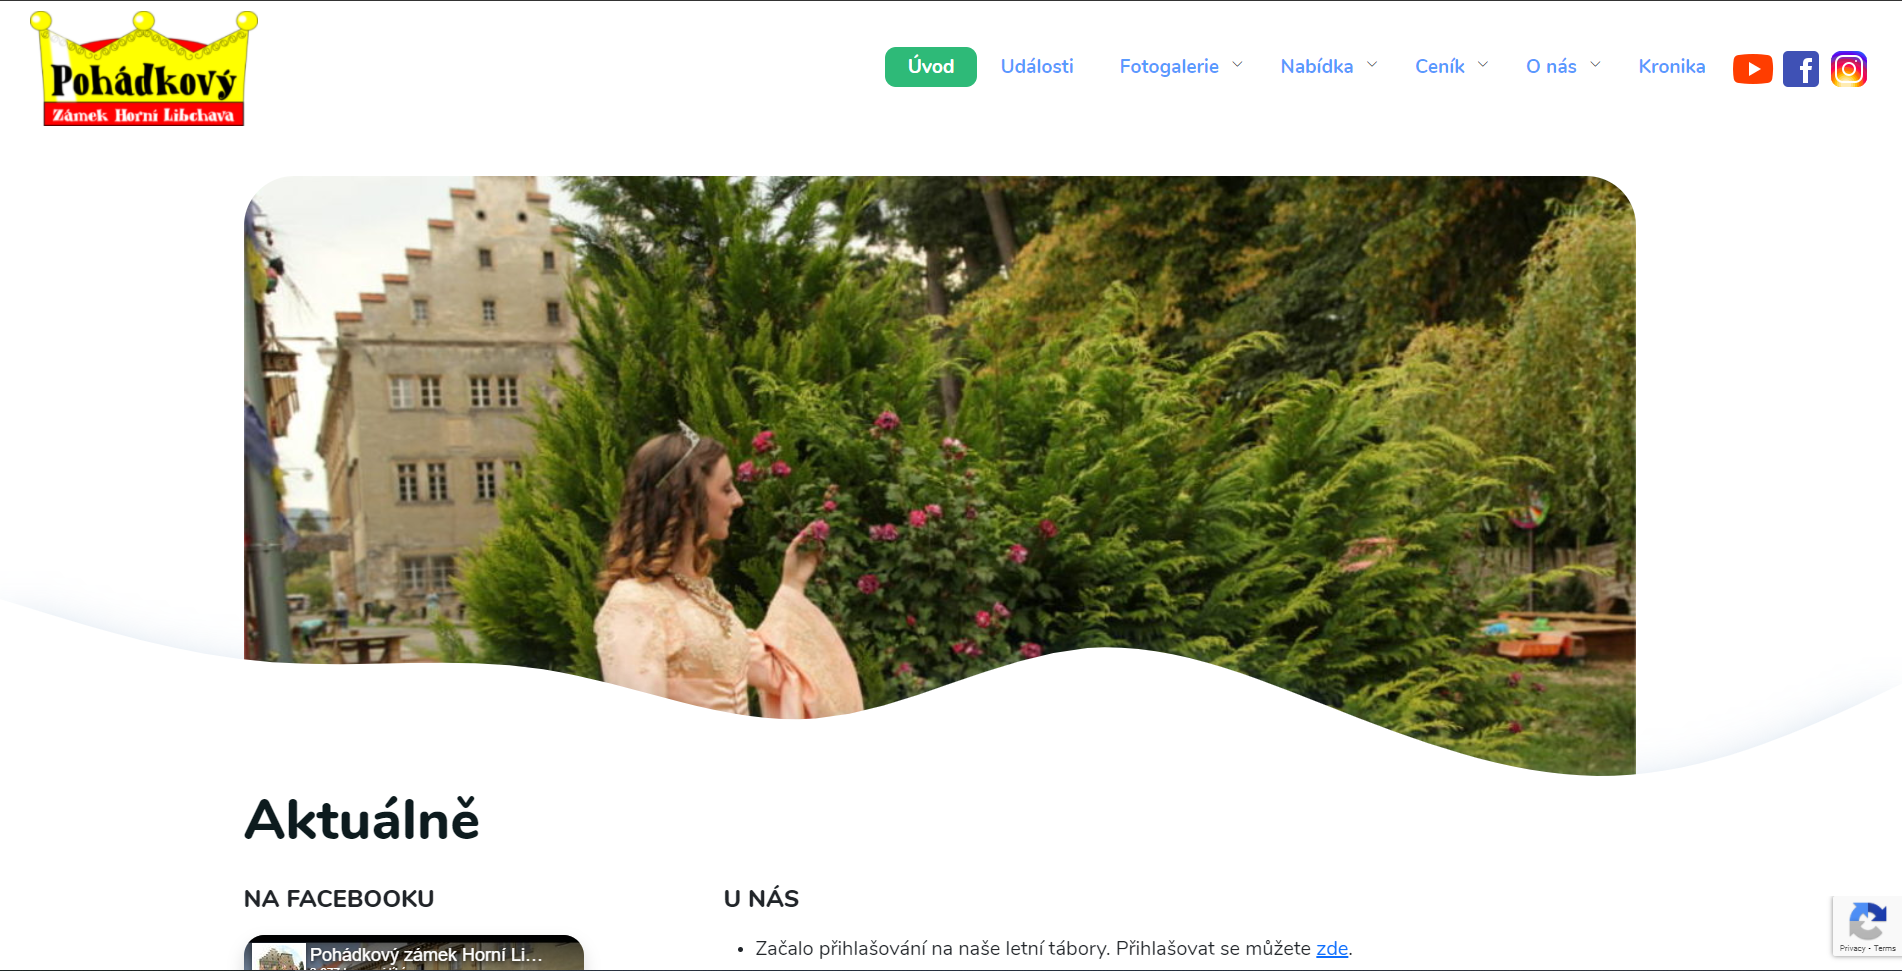 Pohádkový
Zámek Horní Libchava
Úvod
Události
Fotogalerie
Nabídka
Ceník
O nás
Kronika
Aktuálně
NA FACEBOOKU
Pohádkový zámek Horní Li...
U NÁS
Začalo přihlašování na naše letní tábory. Přihlašovat se můžete zde.
Privacy - Terms